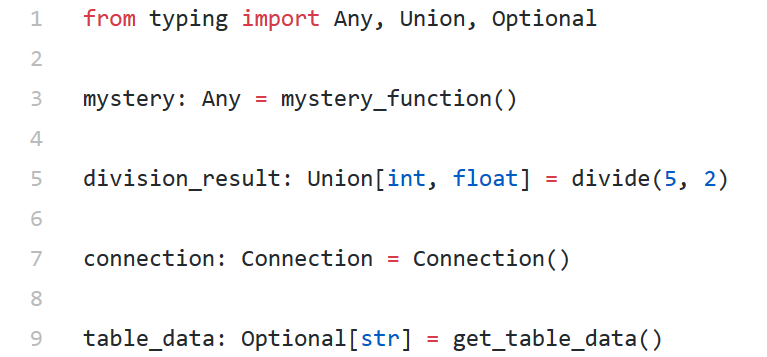 1 from typing import Any, Union, Optional
2
3 mystery: Any = mystery_function()
4
5 division_result: Union[int, float] = divide(5, 2)
6
7 connection: Connection = Connection()
8
9 table_data: Optional[str] = get_table_data()